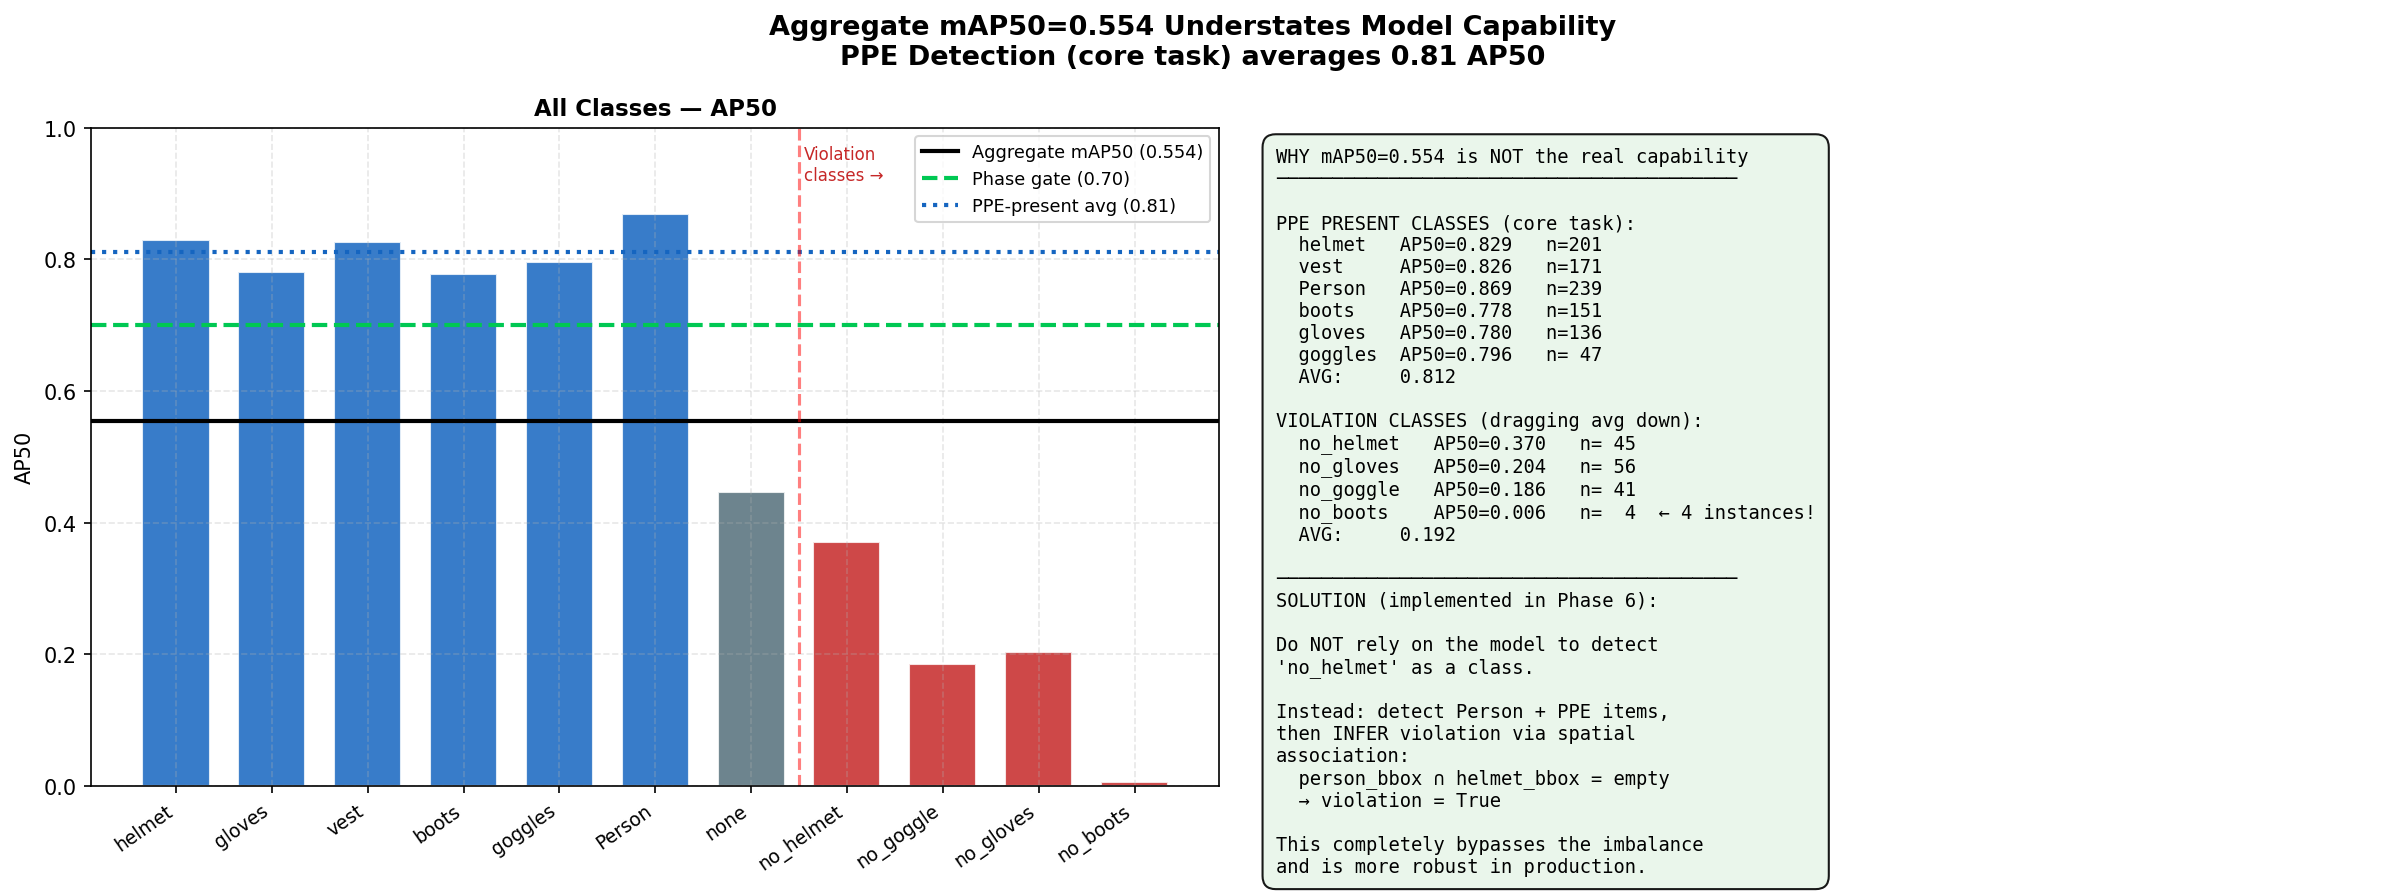 Aggregate mAP50=0.554 Understates Model Capability
PPE Detection (core task) averages 0.81 AP50
All Classes — AP50
1.0
0.8
0.6
0.4
0.2
0.0
AP50
Violation
classes →
Aggregate mAP50 (0.554)
Phase gate (0.70)
PPE-present avg (0.81)
helmet
gloves
vest
boots
goggles
Person
none
no_helmet
no_goggle
no_gloves
no_boots
WHY mAP50=0.554 is NOT the real capability
PPE PRESENT CLASSES (core task):
helmet   AP50=0.829   n=201
vest     AP50=0.826   n=171
Person   AP50=0.869   n=239
boots    AP50=0.778   n=151
gloves   AP50=0.780   n=136
goggles  AP50=0.796   n= 47
AVG:     0.812
VIOLATION CLASSES (dragging avg down):
no_helmet   AP50=0.370   n= 45
no_gloves   AP50=0.204   n= 56
no_goggle   AP50=0.186   n= 41
no_boots    AP50=0.006   n=  4  ← 4 instances!
AVG:     0.192
SOLUTION (implemented in Phase 6):
Do NOT rely on the model to detect
'no_helmet' as a class.
Instead: detect Person + PPE items,
then INFER violation via spatial
association:
person_bbox ∩ helmet_bbox = empty
→ violation = True
This completely bypasses the imbalance
and is more robust in production.